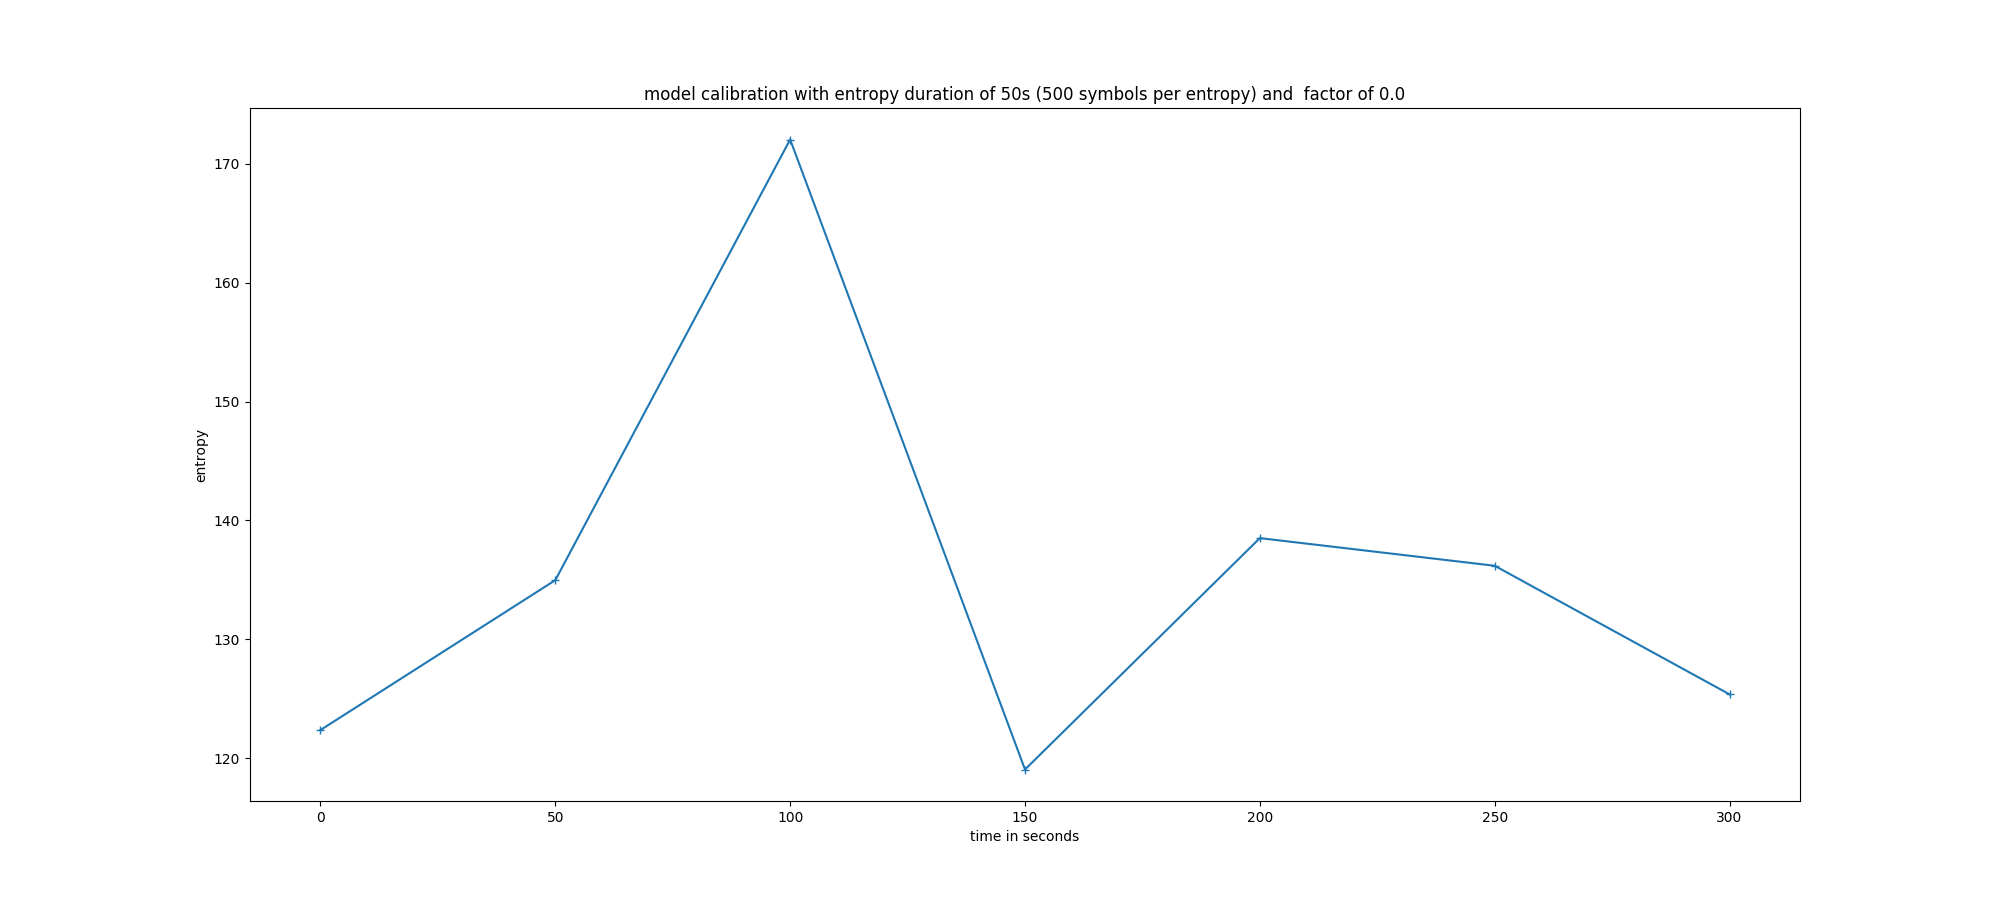 model calibration with entropy duration of 50s (500 symbols per entropy) and  factor of 0.0
170
160
150
140
130
120
entropy
0 50 100 150 200 250 300
time in seconds